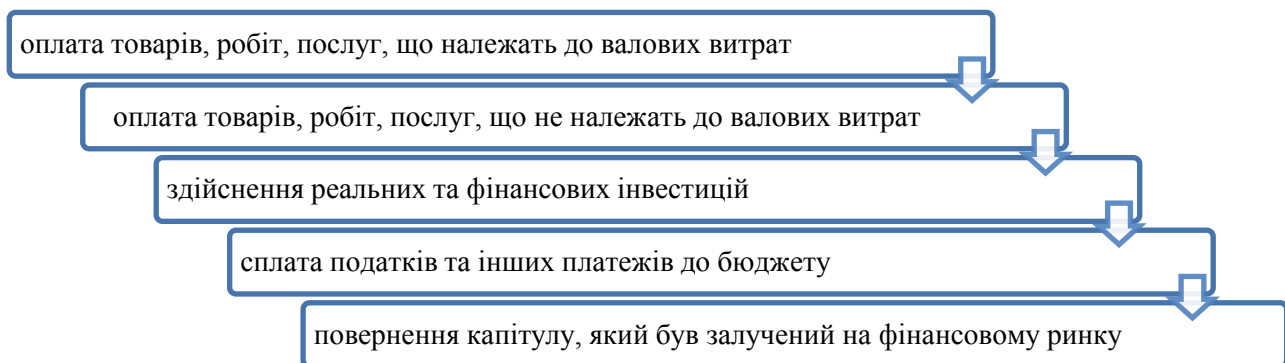 оплата товарів, робіт, послуг, що належать до валових витрат
оплата товарів, робіт, послуг, що не належать до валових витрат
здійснення реальних та фінансових інвестицій
сплата податків та інших платежів до бюджету
повернення капітулу, який був залучений на фінансовому ринку